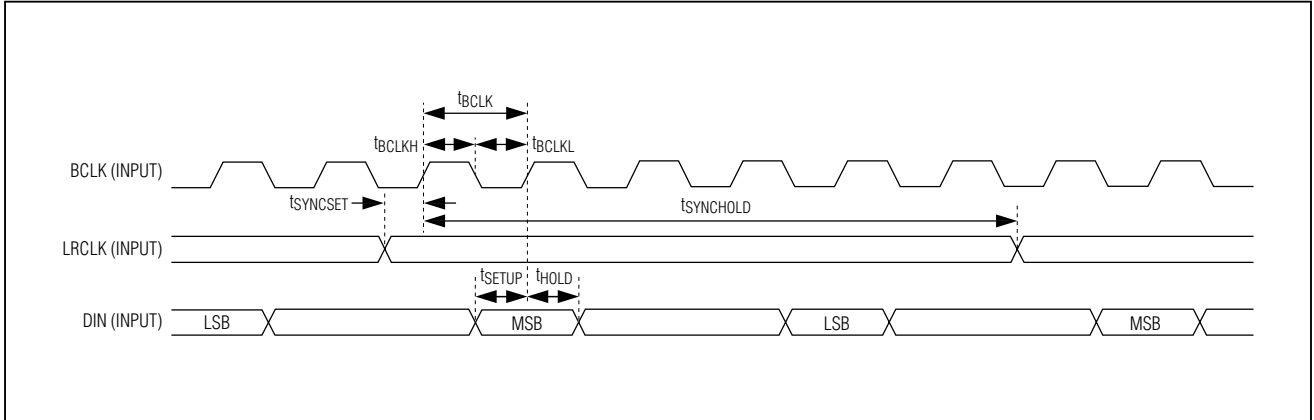 tBCLK
tBCLKH
tBCLKL
BCLK (INPUT)
tSYNCSET
tSYNCHOLD
LRCLK (INPUT)
tSETUP
tHOLD
DIN (INPUT)
LSB
MSB
LSB
MSB